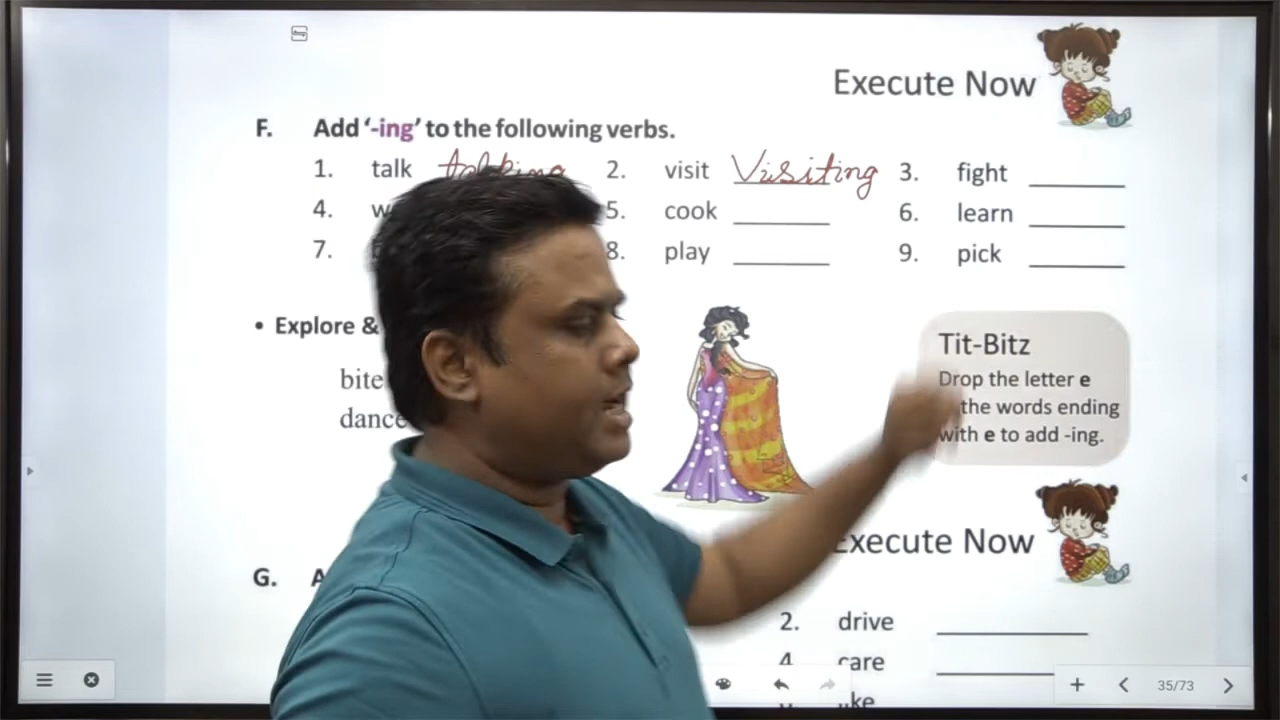 Execute Now
F. Add '-ing' to the following verbs.
1. talk talking 2. visit Visiting 3. fight
4. 5. cook 6. learn
7. 8. play 9. pick
• Explore &
bite
dance
Tit-Bitz
Drop the letter e
the words ending
with e to add -ing.
Execute Now
G.
2. drive
4. care
35/73